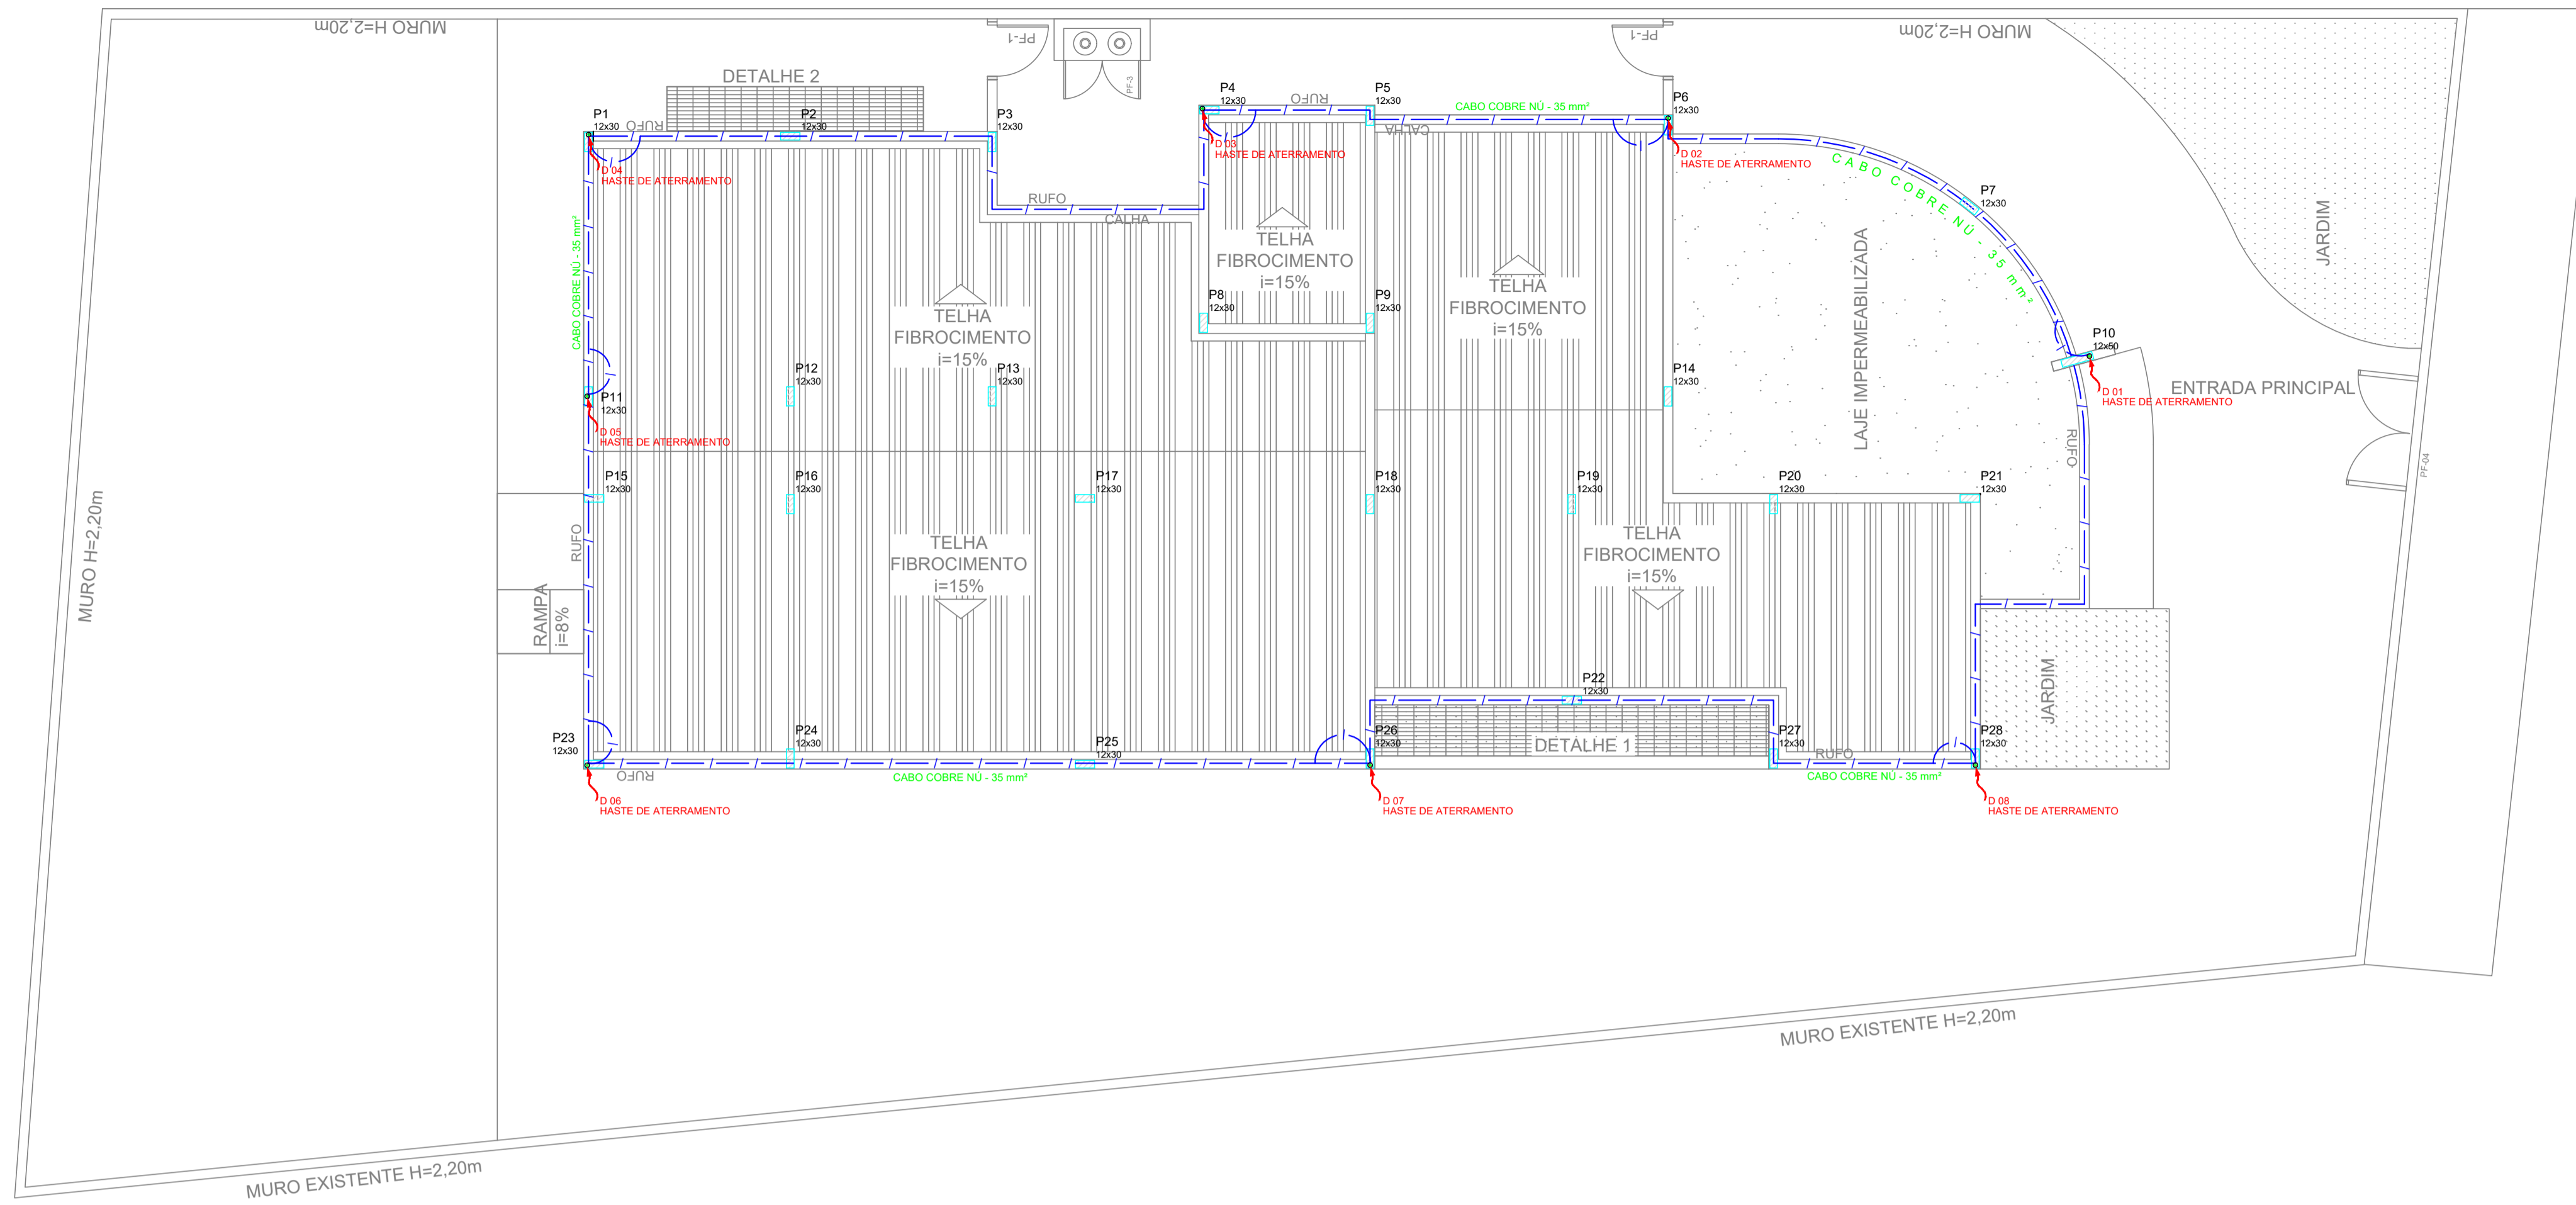 MURO H=2,20m
PF-1
PF-3
PF-1
MURO H=2,20m
DETALHE 2
P1
12x30
RUFO
P2
12x30
P3
12x30
P4
12x30
RUFO
P5
12x30
CABO COBRE NÚ - 35 mm²
CALHA
P6
12x30
D 04
HASTE DE ATERRAMENTO
D 03
HASTE DE ATERRAMENTO
D 02
HASTE DE ATERRAMENTO
CABO COBRE NÚ - 35 mm²
P7
12x30
JARDIM
RUFO
CALHA
CABO COBRE NÚ - 35 mm²
TELHA
FIBROCIMENTO
i=15%
TELHA
FIBROCIMENTO
i=15%
TELHA
FIBROCIMENTO
i=15%
LAJE IMPERMEABILIZADA
P8
12x30
P9
12x30
P10
12x50
D 01
HASTE DE ATERRAMENTO
ENTRADA PRINCIPAL
PF-04
P11
12x30
P12
12x30
P13
12x30
P14
12x30
D 05
HASTE DE ATERRAMENTO
RUFO
P15
12x30
P16
12x30
P17
12x30
P18
12x30
P19
12x30
P20
12x30
P21
12x30
MURO H=2,20m
RUFO
RAMPA
i=8%
TELHA
FIBROCIMENTO
i=15%
TELHA
FIBROCIMENTO
i=15%
JARDIM
P22
12x30
P23
12x30
P24
12x30
P25
12x30
P26
12x30
DETALHE 1
P27
12x30
RUFO
P28
12x30
RUFO
CABO COBRE NÚ - 35 mm²
CABO COBRE NÚ - 35 mm²
D 06
HASTE DE ATERRAMENTO
D 07
HASTE DE ATERRAMENTO
D 08
HASTE DE ATERRAMENTO
MURO EXISTENTE H=2,20m
MURO EXISTENTE H=2,20m